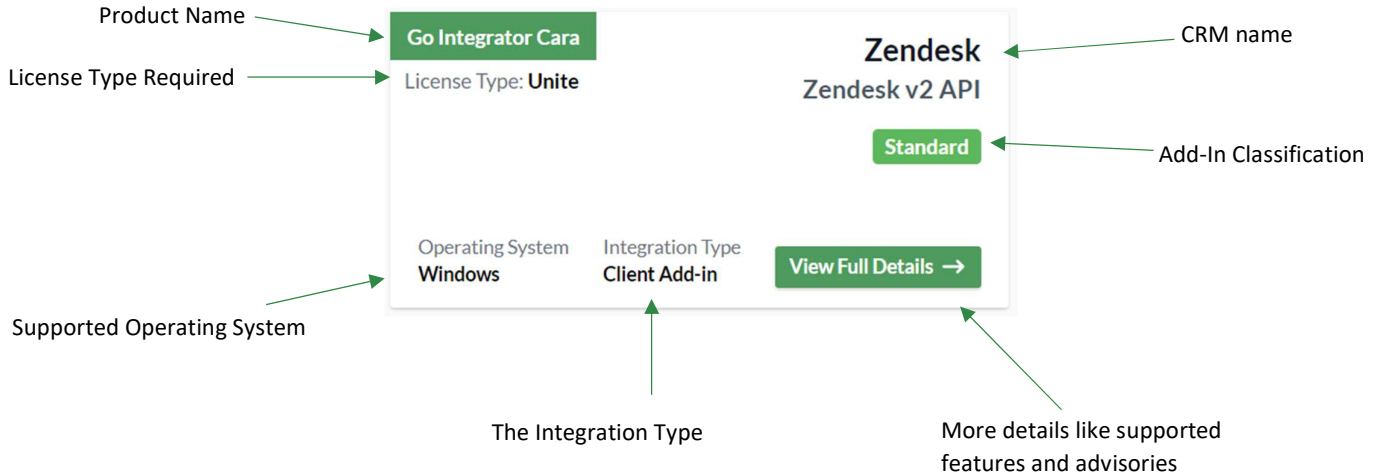 Product Name
Go Integrator Cara
Zendesk
CRM name
License Type Required
License Type: Unite
Zendesk v2 API
Standard
Add-In Classification
Operating System
Integration Type
Windows
Client Add-in
View Full Details →
Supported Operating System
The Integration Type
More details like supported
features and advisories